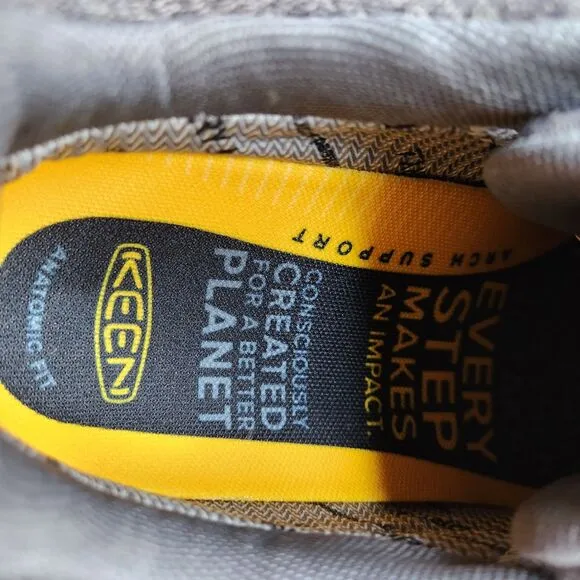 EVERY
STEP
MAKES
AN IMPACT.
CONSCIOUSLY
CREATED
FOR A BETTER
PLANET
KEEN
ANATOMIC FIT
ARCH SUPPORT